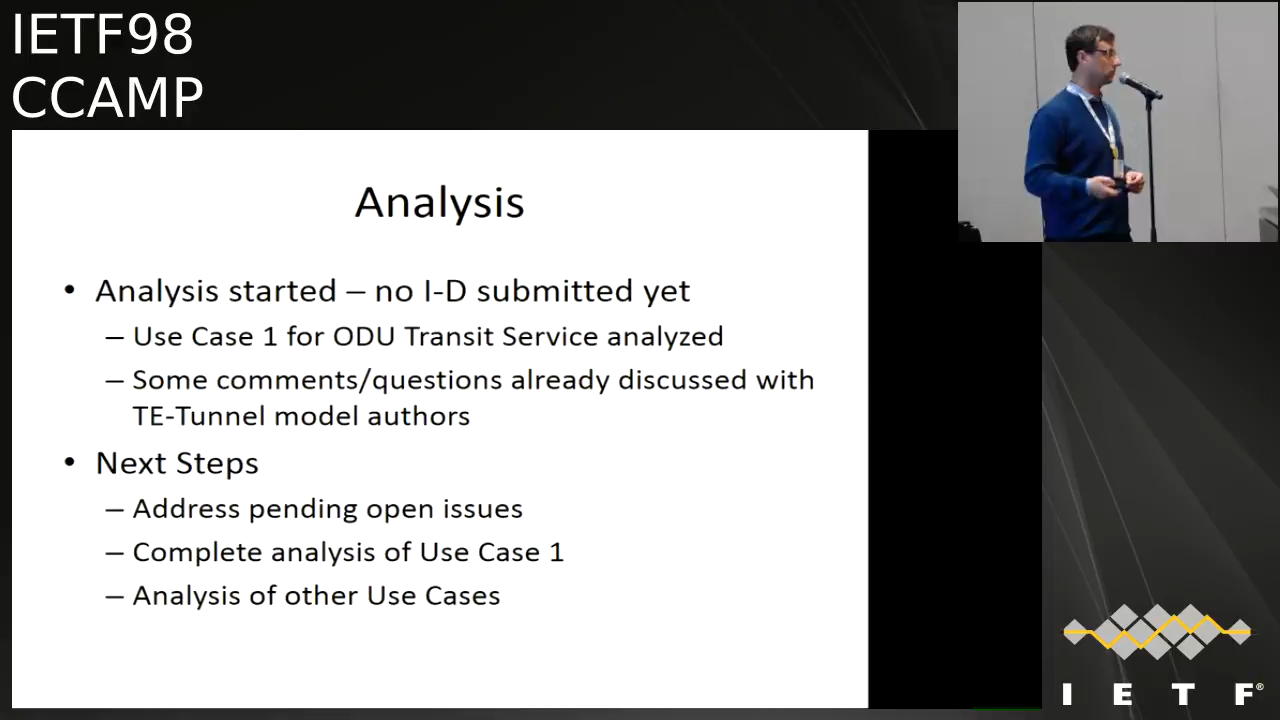 IETF98
CCAMP
Analysis
• Analysis started – no I-D submitted yet
– Use Case 1 for ODU Transit Service analyzed
– Some comments/questions already discussed with
TE-Tunnel model authors
• Next Steps
– Address pending open issues
– Complete analysis of Use Case 1
– Analysis of other Use Cases
I E T F®